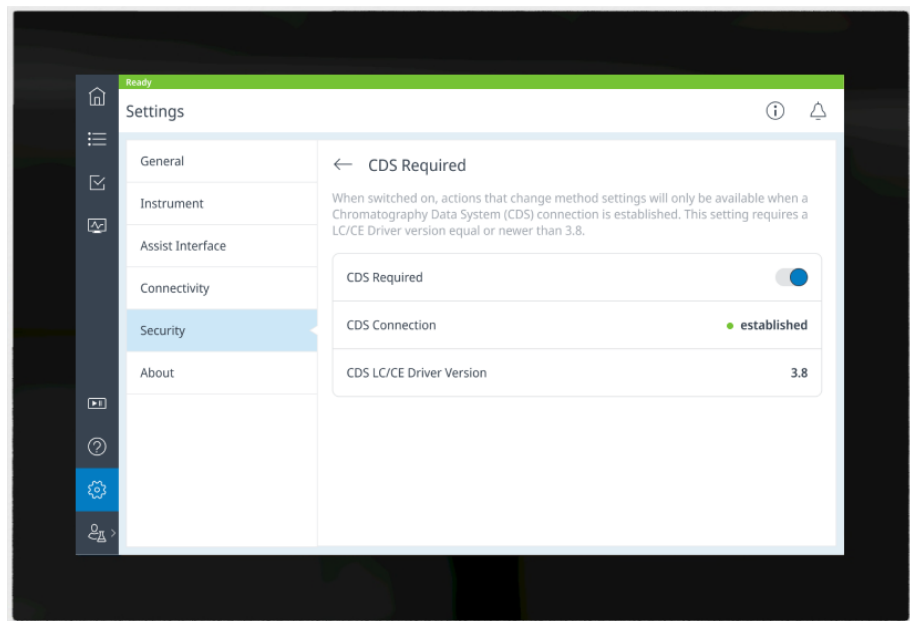 Ready
Settings
General
Instrument
Assist Interface
Connectivity
Security
About
CDS Required
When switched on, actions that change method settings will only be available when a
Chromatography Data System (CDS) connection is established. This setting requires a
LC/CE Driver version equal or newer than 3.8.
CDS Required
CDS Connection
established
CDS LC/CE Driver Version
3.8